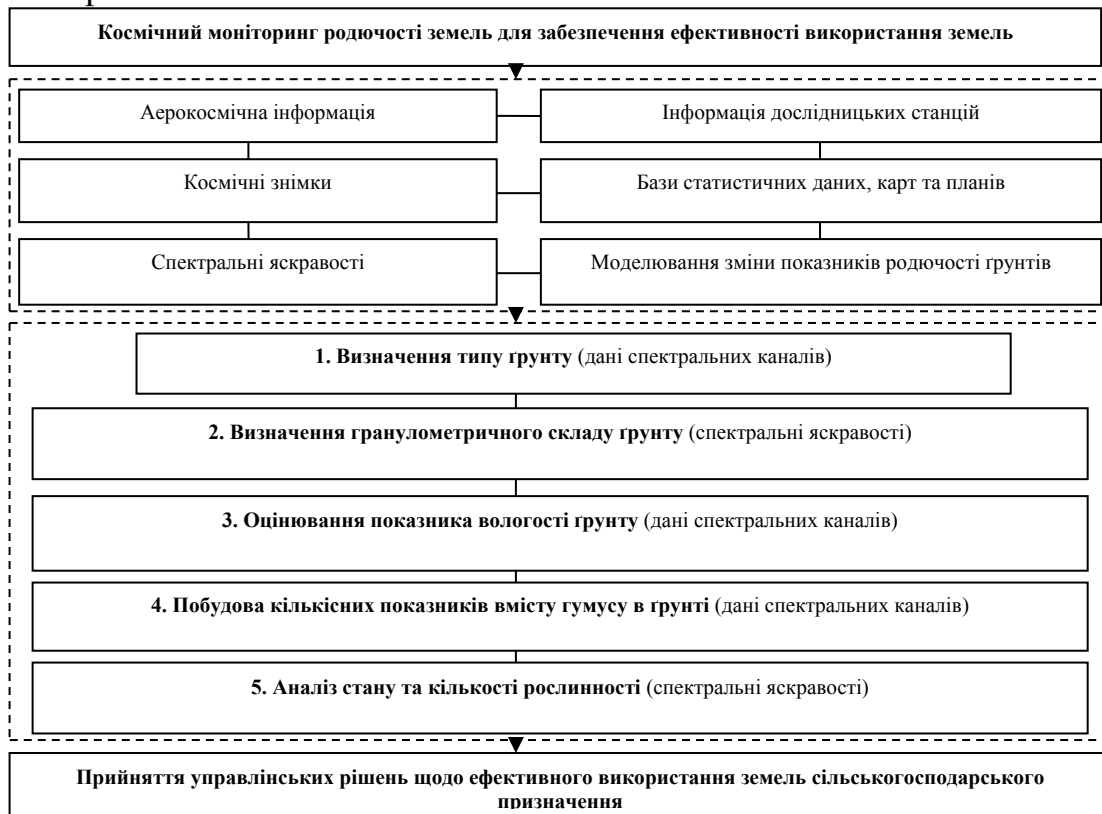 Космічний моніторинг родючості земель для забезпечення ефективності використання земель
Аерокосмічна інформація
Інформація дослідницьких станцій
Космічні знімки
Бази статистичних даних, карт та планів
Спектральні яскравості
Моделювання зміни показників родючості ґрунтів
1. Визначення типу ґрунту (дані спектральних каналів)
2. Визначення гранулометричного складу ґрунту (спектральні яскравості)
3. Оцінювання показника вологості ґрунту (дані спектральних каналів)
4. Побудова кількісних показників вмісту гумусу в ґрунті (дані спектральних каналів)
5. Аналіз стану та кількості рослинності (спектральні яскравості)
Прийняття управлінських рішень щодо ефективного використання земель сільськогосподарського
призначення